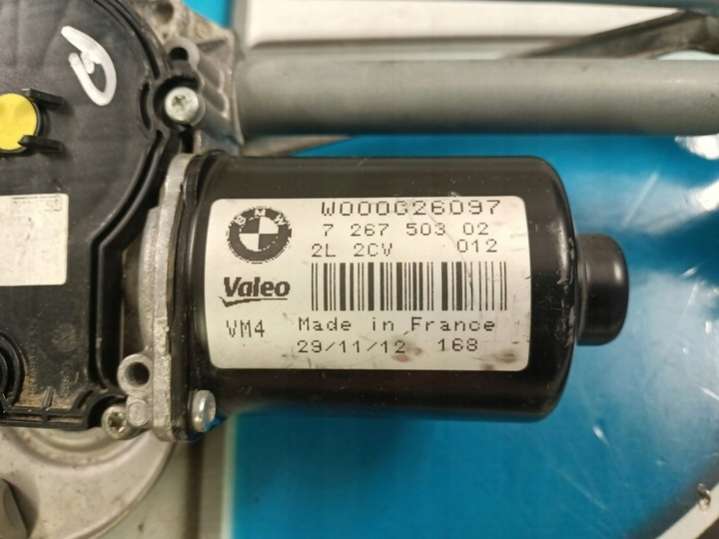 W000026097
BMW
7 267 503 02
2L 2CV 012
Valeo
VM4
Made in France
29/11/12 168